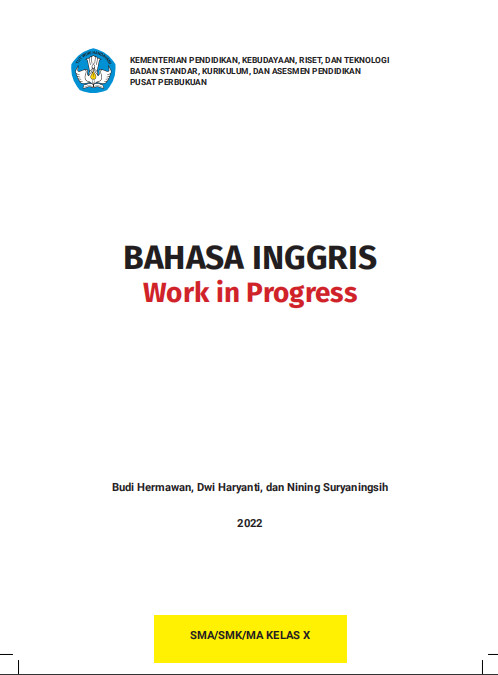 KEMENTERIAN PENDIDIKAN, KEBUDAYAAN, RISET, DAN TEKNOLOGI
BADAN STANDAR, KURIKULUM, DAN ASESMEN PENDIDIKAN
PUSAT PERBUKUAN
BAHASA INGGRIS
Work in Progress
Budi Hermawan, Dwi Haryanti, dan Nining Suryaningsih
2022
SMA/SMK/MA KELAS X